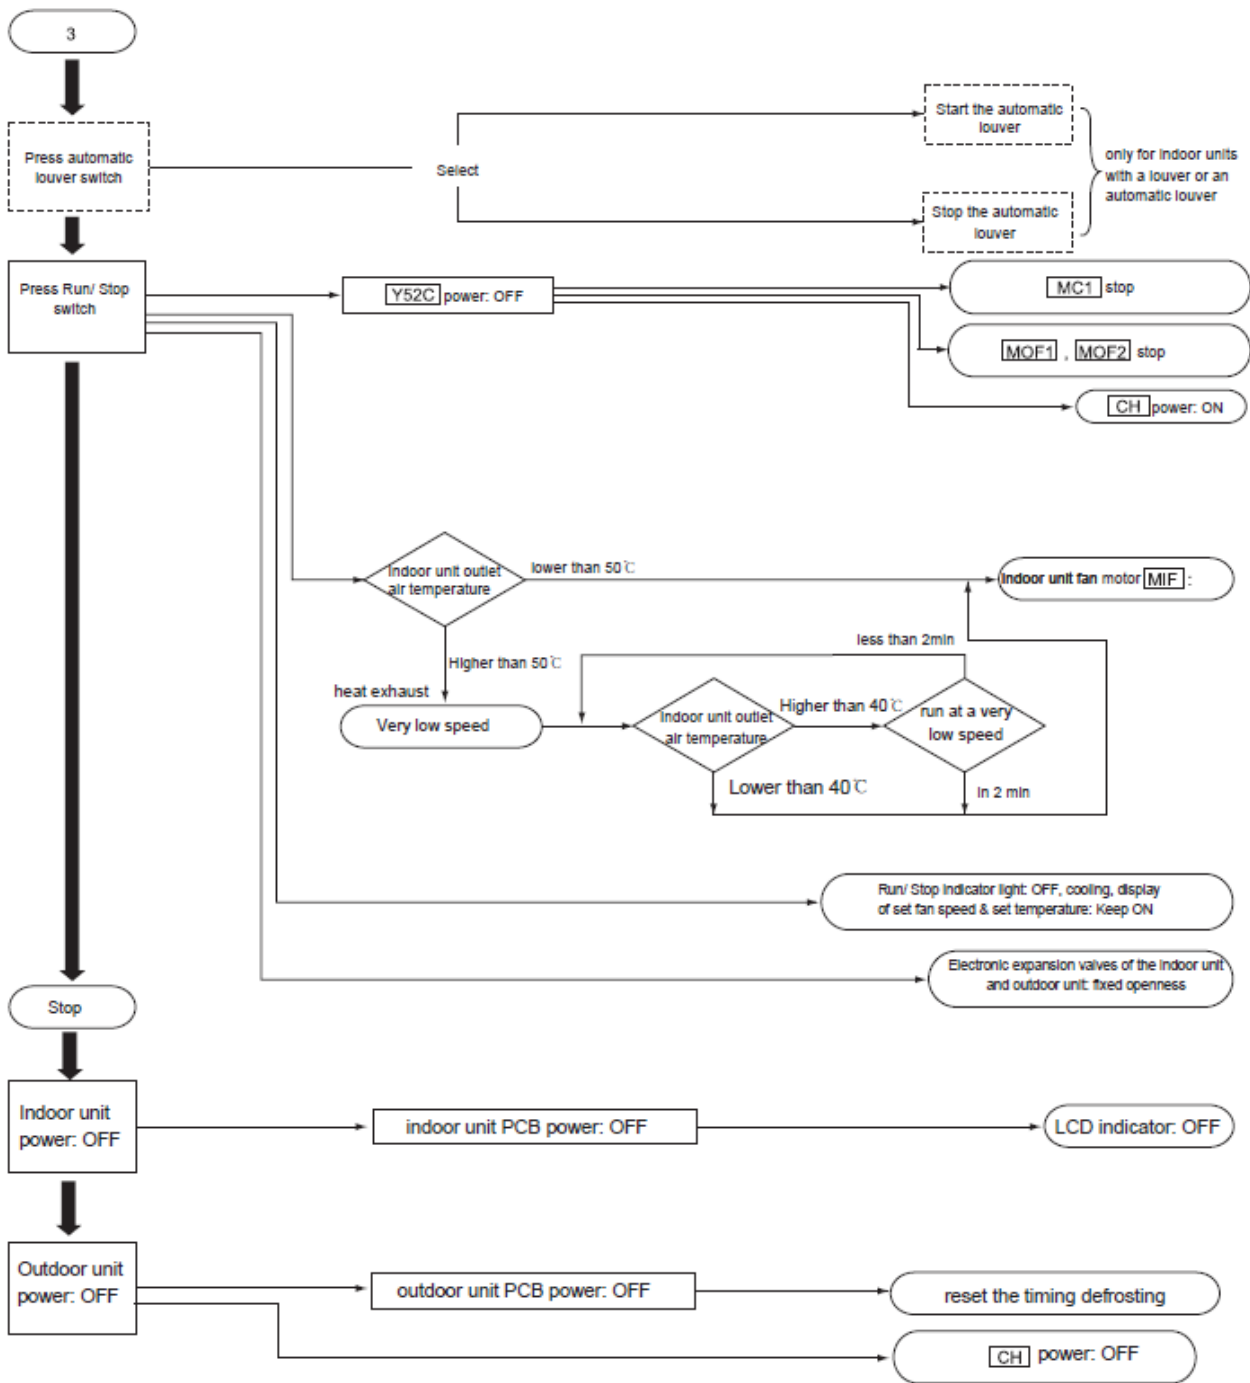 3
Press automatic
louver switch
Select
Start the automatic
louver
Stop the automatic
louver
only for indoor units
with a louver or an
automatic louver
Press Run/ Stop
switch
Y52C power: OFF
MC1 stop
MOF1 , MOF2 stop
CH power: ON
Indoor unit outlet
air temperature
lower than 50℃
Indoor unit fan motor MIF :
less than 2min
Higher than 50℃
heat exhaust
Very low speed
Indoor unit outlet
air temperature
Higher than 40℃
run at a very
low speed
Lower than 40℃
In 2 min
Run/ Stop indicator light: OFF, cooling, display
of set fan speed & set temperature: Keep ON
Electronic expansion valves of the indoor unit
and outdoor unit: fixed openness
Stop
Indoor unit
power: OFF
indoor unit PCB power: OFF
LCD indicator: OFF
Outdoor unit
power: OFF
outdoor unit PCB power: OFF
reset the timing defrosting
CH power: OFF